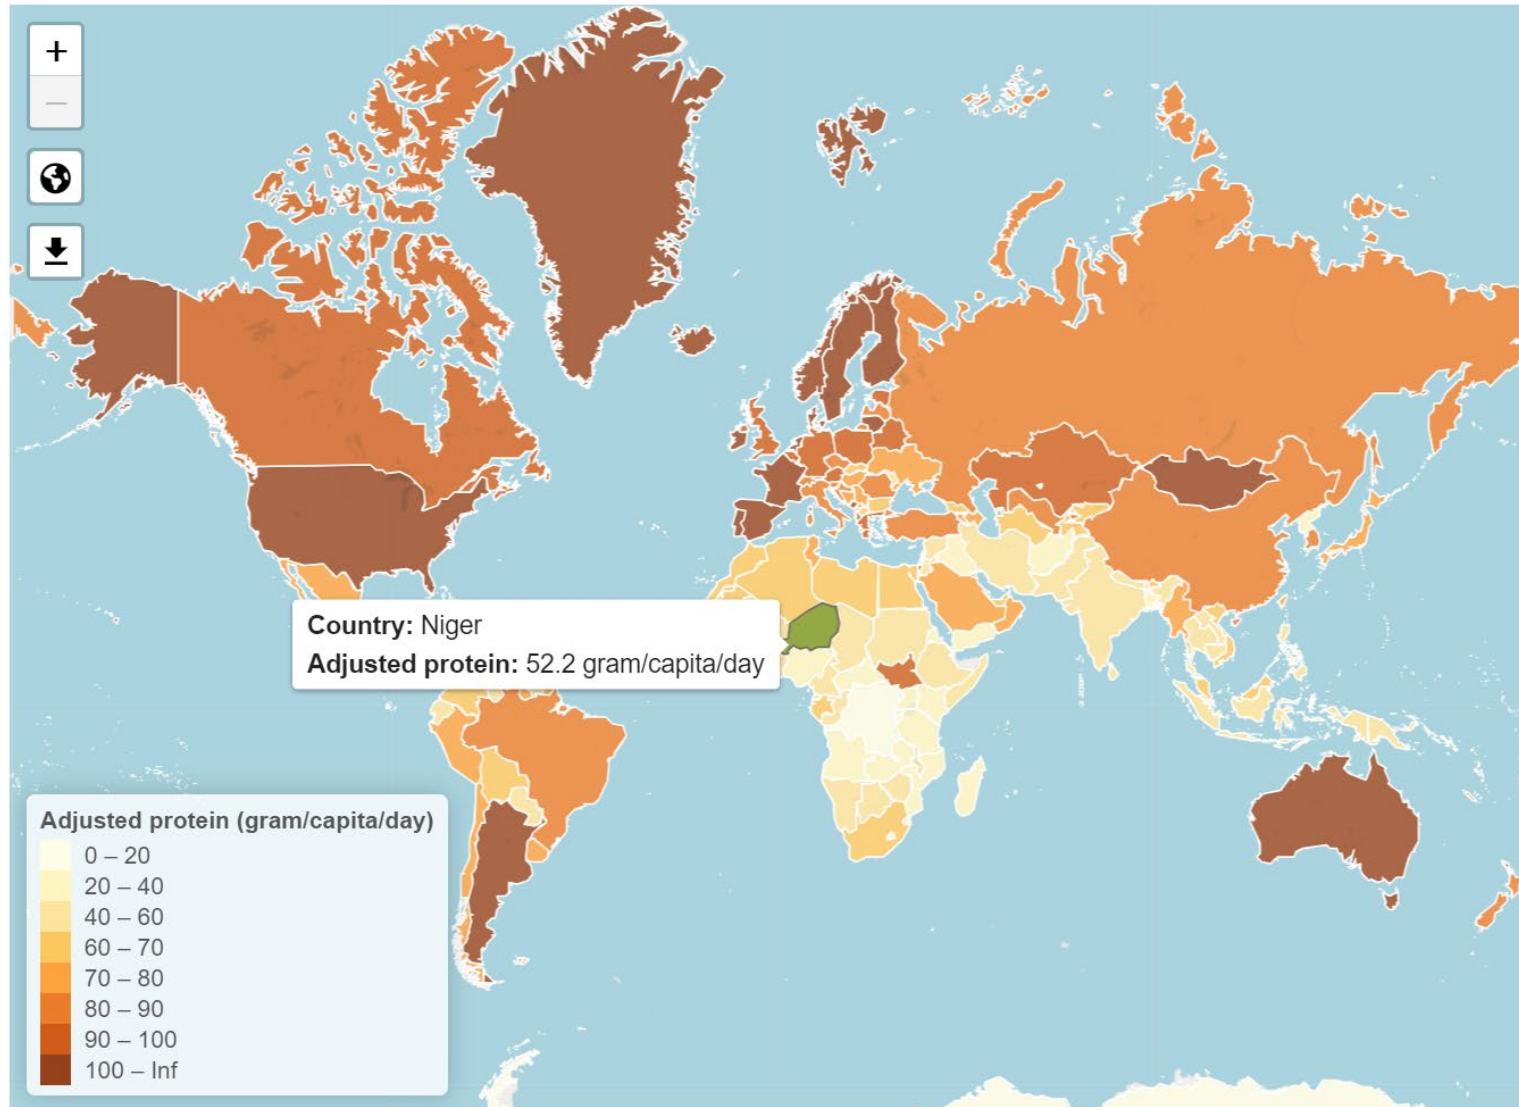 +
−
Country: Niger
Adjusted protein: 52.2 gram/capita/day
Adjusted protein (gram/capita/day)
0 – 20
20 – 40
40 – 60
60 – 70
70 – 80
80 – 90
90 – 100
100 – Inf